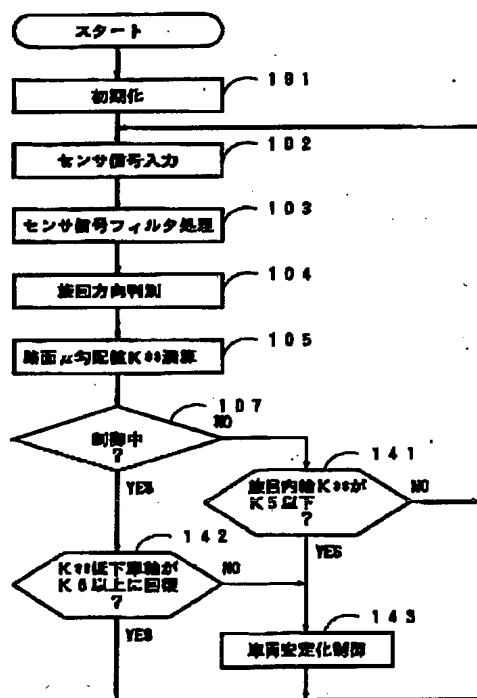 スタート
101
初期化
102
センサ信号入力
103
センサ信号フィルタ処理
104
旋回方向判別
105
路面μ勾配値K**演算
107
制御中
?
NO
YES
141
旋回内輪K**が
K5以下
?
NO
YES
142
K**低下車輪が
K6以上に回復
?
NO
YES
143
車両安定化制御